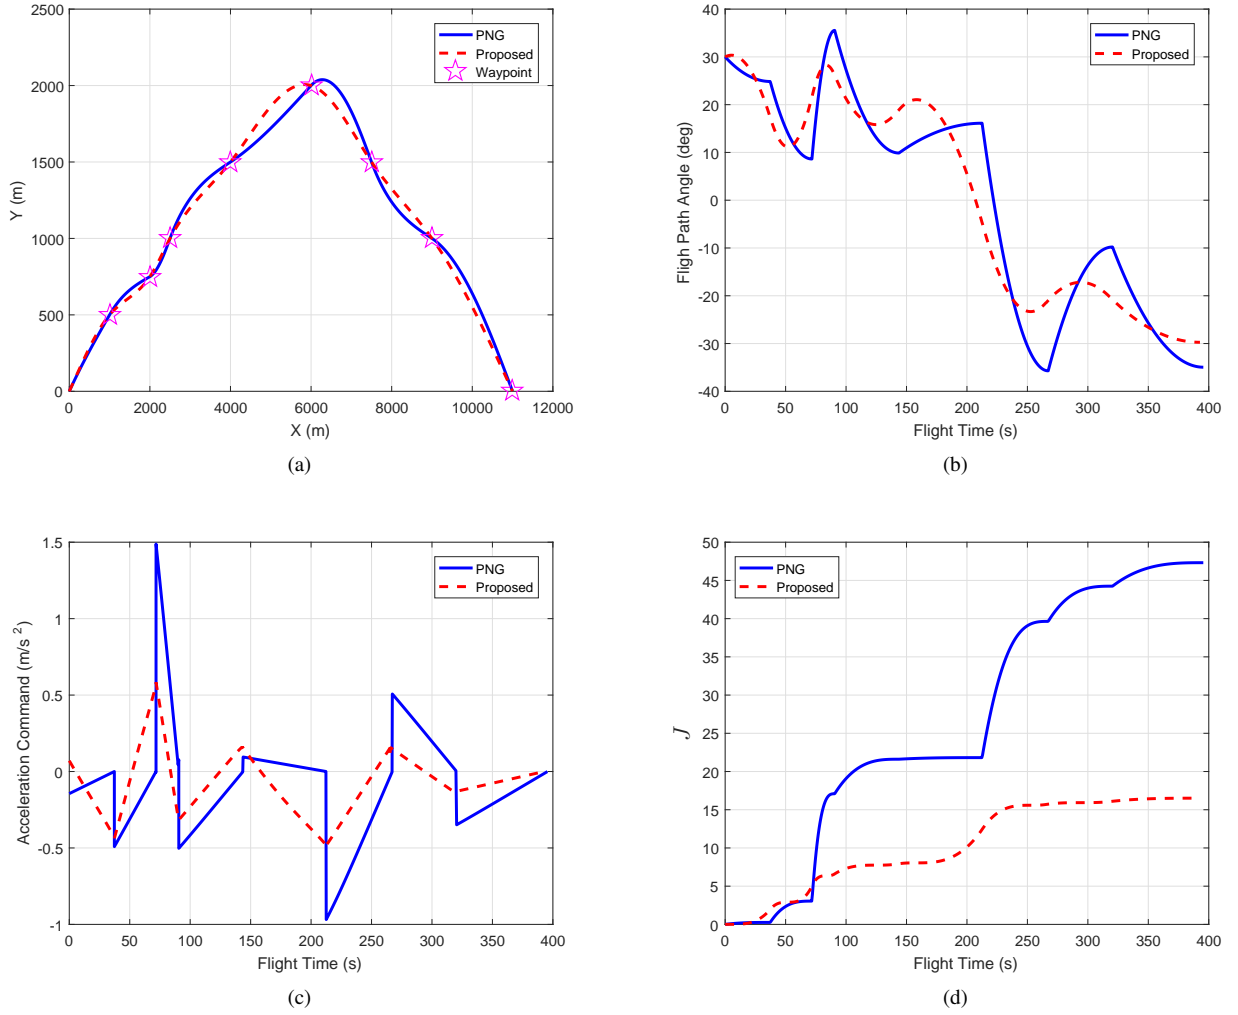 2500
2000
1500
1000
500
0
0 2000 4000 6000 8000 10000 12000
Y (m)
X (m)
PNG
Proposed
Waypoint
(a)
40
30
20
10
0
-10
-20
-30
-40
0 50 100 150 200 250 300 350 400
Fligh Path Angle (deg)
Flight Time (s)
PNG
Proposed
(b)
1.5
1
0.5
0
-0.5
-1
0 50 100 150 200 250 300 350 400
Acceleration Command (m/s²)
Flight Time (s)
PNG
Proposed
(c)
50
45
40
35
30
25
20
15
10
5
0
0 50 100 150 200 250 300 350 400
J
Flight Time (s)
PNG
Proposed
(d)